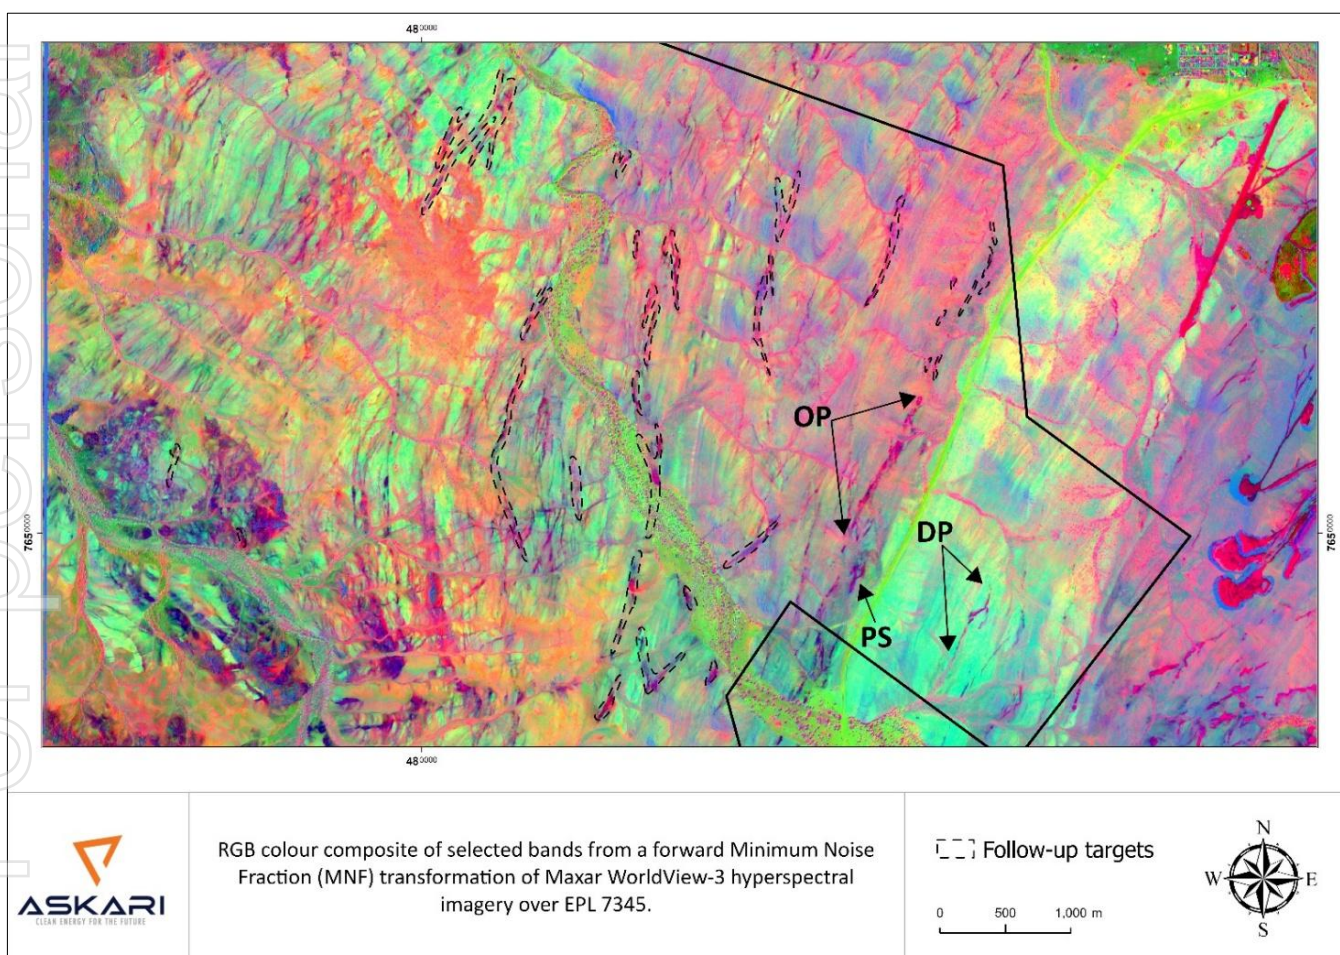 480000
7650000
7650000
OP
DP
PS
480000
ASKARI
CLEAN ENERGY FOR THE FUTURE
RGB colour composite of selected bands from a forward Minimum Noise
Fraction (MNF) transformation of Maxar WorldView-3 hyperspectral
imagery over EPL 7345.
Follow-up targets
0 500 1,000 m
N
W E
S